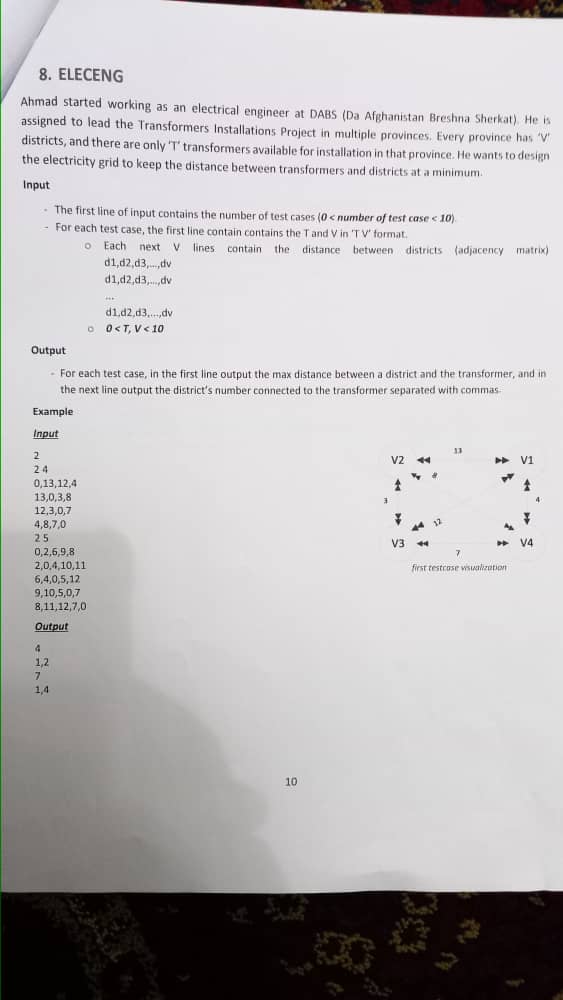 8. ELECENG
Ahmad started working as an electrical engineer at DABS (Da Afghanistan Breshna Sherkat). He is
assigned to lead the Transformers Installations Project in multiple provinces. Every province has 'V'
districts, and there are only 'T' transformers available for installation in that province. He wants to design
the electricity grid to keep the distance between transformers and districts at a minimum.
Input
- The first line of input contains the number of test cases (0 < number of test case < 10).
- For each test case, the first line contain contains the T and V in 'T V' format.
o Each next V lines contain the distance between districts (adjacency matrix)
d1,d2,d3,...,dv
d1,d2,d3,...,dv
...
d1,d2,d3,...,dv
o 0 < T, V < 10
Output
- For each test case, in the first line output the max distance between a district and the transformer, and in
the next line output the district's number connected to the transformer separated with commas.
Example
Input
2
2 4
0,13,12,4
13,0,3,8
12,3,0,7
4,8,7,0
2 5
0,2,6,9,8
2,0,4,10,11
6,4,0,5,12
9,10,5,0,7
8,11,12,7,0
Output
4
1,2
7
1,4
13
V2 V1
8
3 4
12
V3 V4
7
first testcase visualization
10